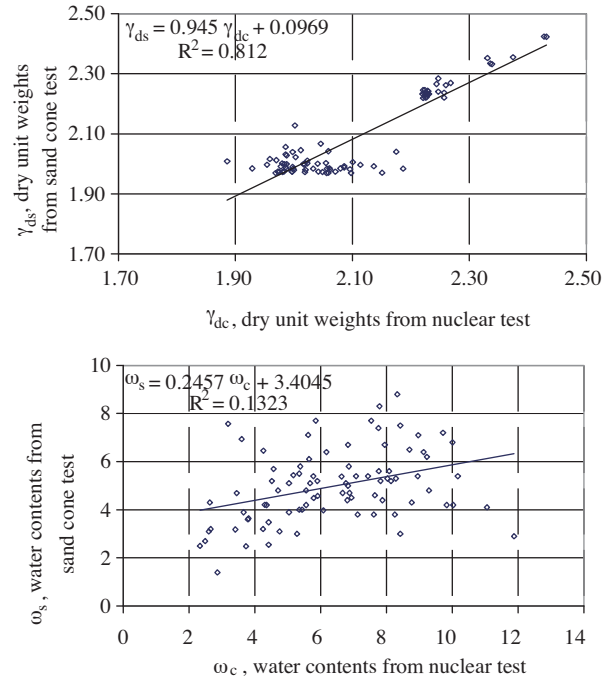 γds = 0.945 γdc + 0.0969
R² = 0.812
2.50
2.30
2.10
1.90
1.70
γds, dry unit weights
from sand cone test
1.70 1.90 2.10 2.30 2.50
γdc, dry unit weights from nuclear test
ωs = 0.2457 ωc + 3.4045
R² = 0.1323
10
8
6
4
2
0
ωs, water contents from
sand cone test
0 2 4 6 8 10 12 14
ωc , water contents from nuclear test